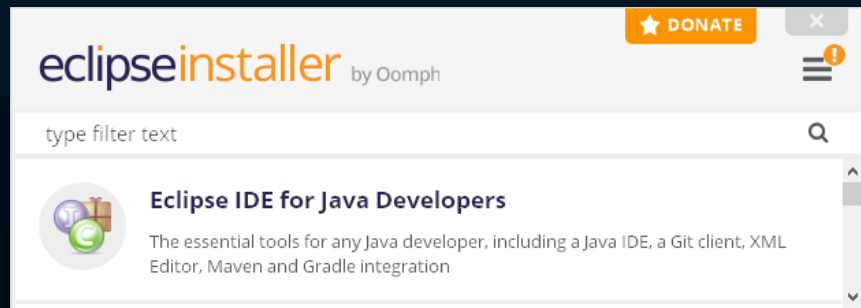 DONATE
eclipseinstaller by Oomph
type filter text
Eclipse IDE for Java Developers
The essential tools for any Java developer, including a Java IDE, a Git client, XML
Editor, Maven and Gradle integration